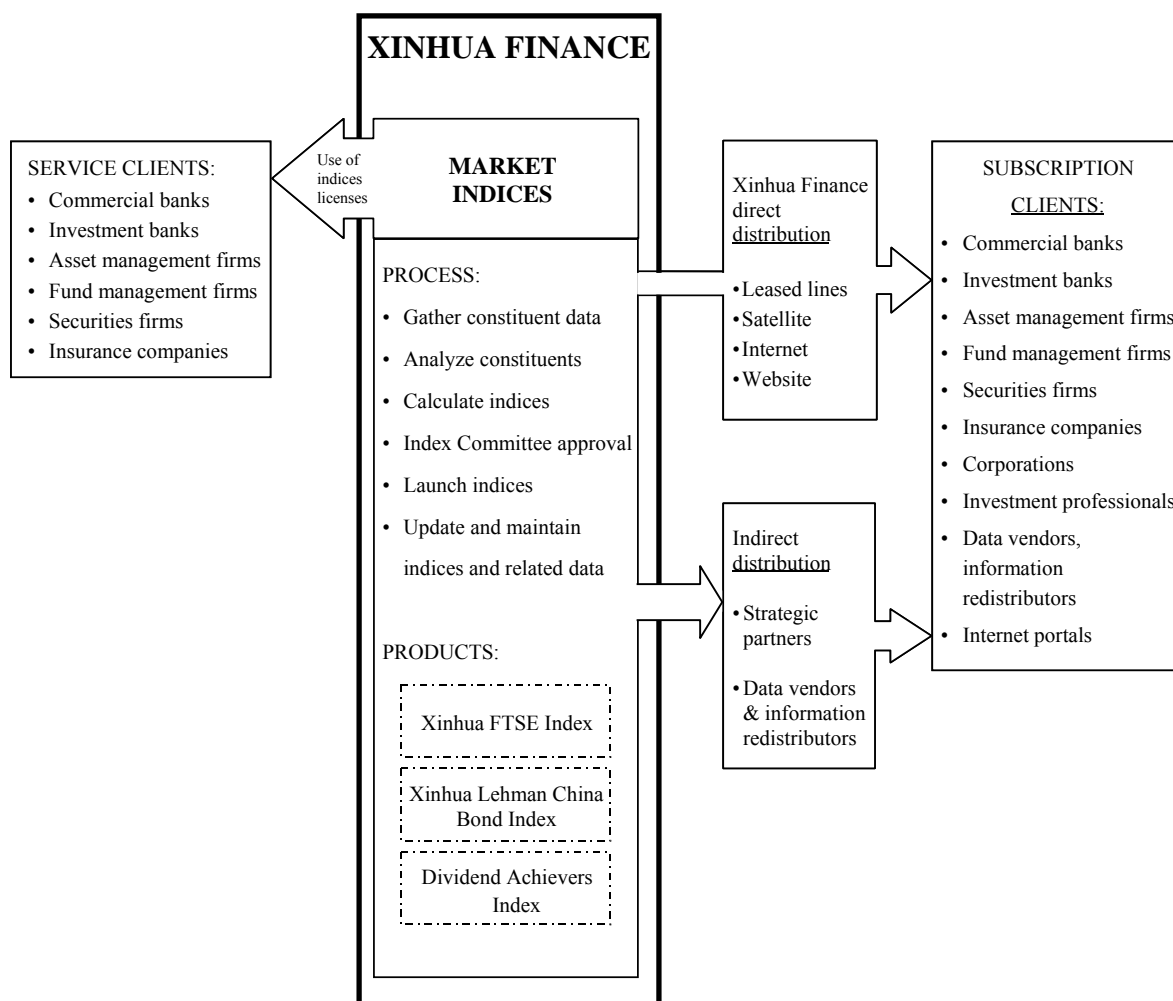 XINHUA FINANCE
SERVICE CLIENTS:
• Commercial banks
• Investment banks
• Asset management firms
• Fund management firms
• Securities firms
• Insurance companies
Use of
indices
licenses
MARKET
INDICES
PROCESS:
• Gather constituent data
• Analyze constituents
• Calculate indices
• Index Committee approval
• Launch indices
• Update and maintain
indices and related data
PRODUCTS:
Xinhua FTSE Index
Xinhua Lehman China
Bond Index
Dividend Achievers
Index
Xinhua Finance
direct
distribution
• Leased lines
• Satellite
• Internet
• Website
Indirect
distribution
• Strategic
partners
• Data vendors
& information
redistributors
SUBSCRIPTION
CLIENTS:
• Commercial banks
• Investment banks
• Asset management firms
• Fund management firms
• Securities firms
• Insurance companies
• Corporations
• Investment professionals
• Data vendors,
information
redistributors
• Internet portals